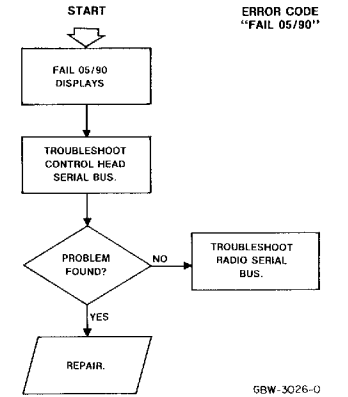 START
ERROR CODE
"FAIL 05/90"
FAIL 05/90
DISPLAYS
TROUBLESHOOT
CONTROL HEAD
SERIAL BUS.
PROBLEM
FOUND?
NO
TROUBLESHOOT
RADIO SERIAL
BUS.
YES
REPAIR.
GBW-3026-0